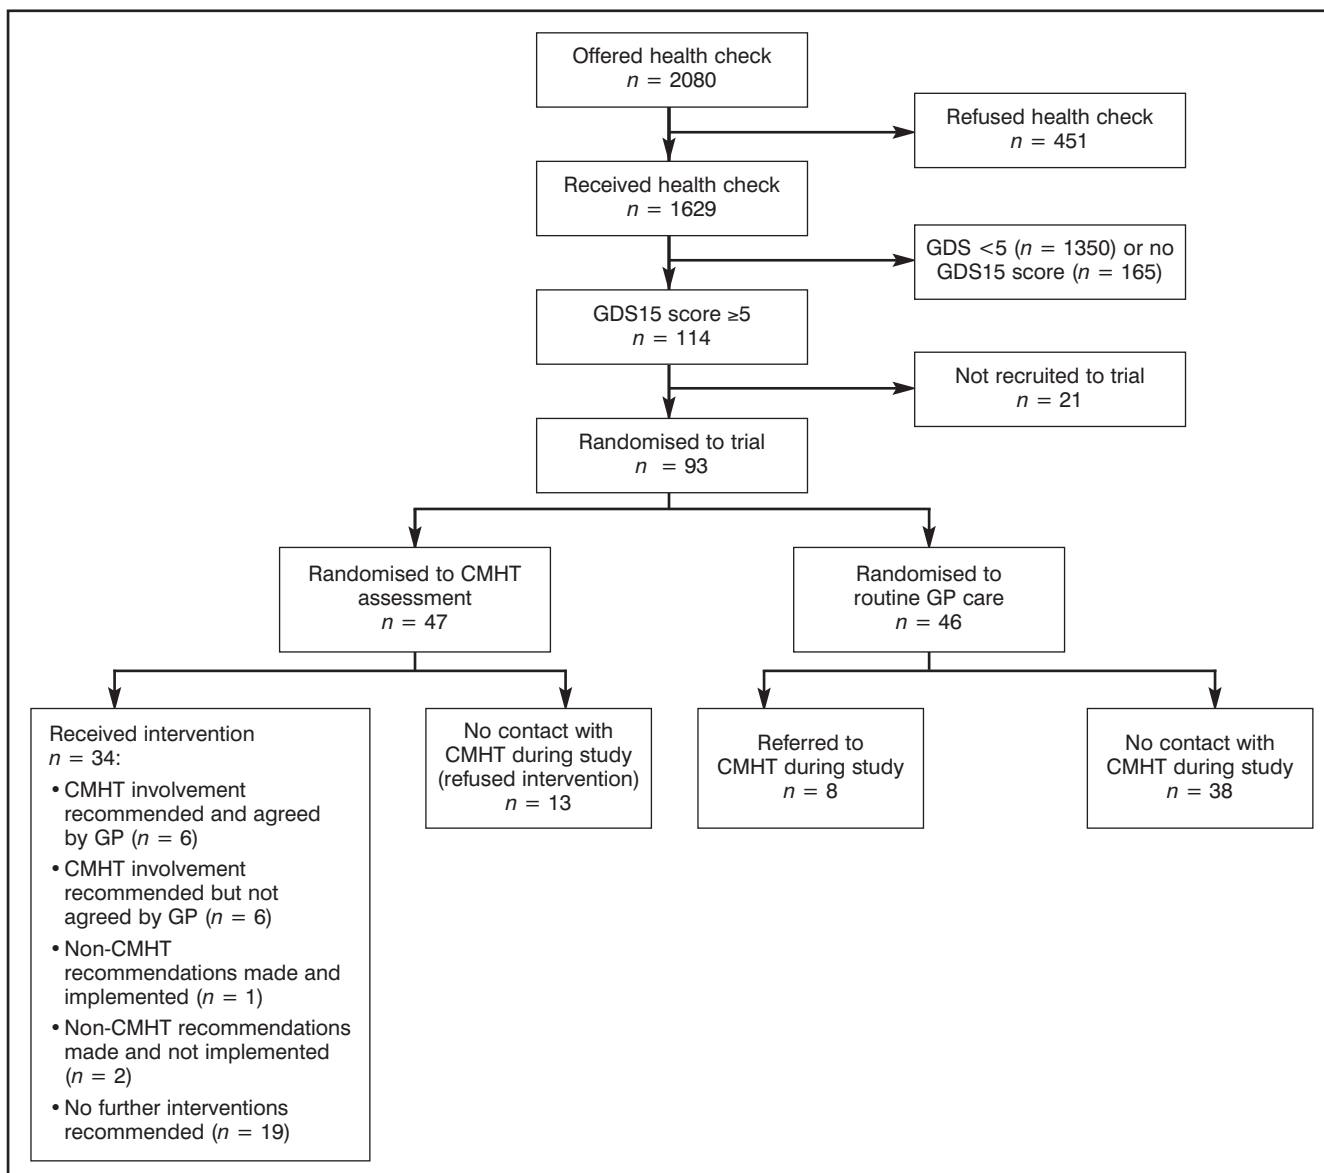 Offered health check
n = 2080
Refused health check
n = 451
Received health check
n = 1629
GDS <5 (n = 1350) or no
GDS15 score (n = 165)
GDS15 score ≥5
n = 114
Not recruited to trial
n = 21
Randomised to trial
n = 93
Randomised to CMHT
assessment
n = 47
Randomised to
routine GP care
n = 46
Received intervention
n = 34:
• CMHT involvement
recommended and agreed
by GP (n = 6)
• CMHT involvement
recommended but not
agreed by GP (n = 6)
• Non-CMHT
recommendations made and
implemented (n = 1)
• Non-CMHT recommendations
made and not implemented
(n = 2)
• No further interventions
recommended (n = 19)
No contact with
CMHT during study
(refused intervention)
n = 13
Referred to
CMHT during study
n = 8
No contact with
CMHT during study
n = 38